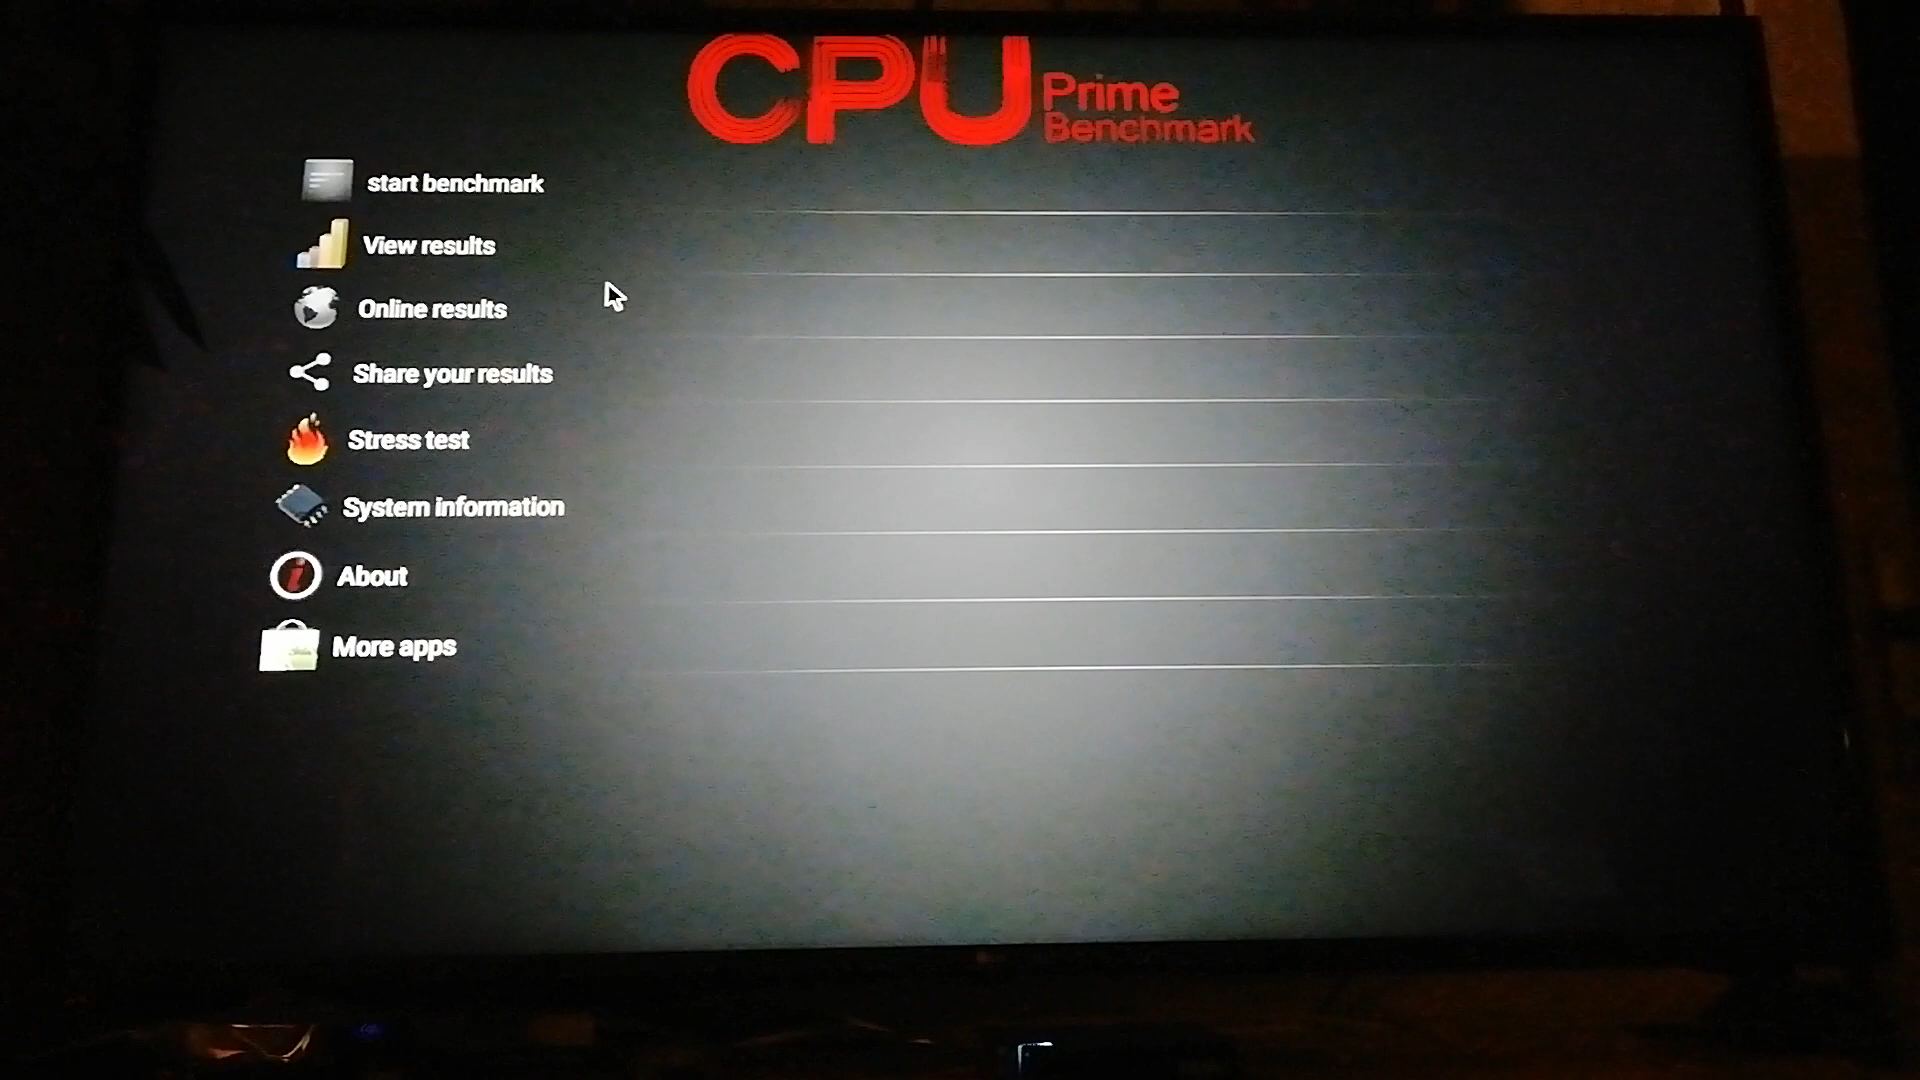 CPU Prime
Benchmark
start benchmark
View results
Online results
Share your results
Stress test
System information
About
More apps